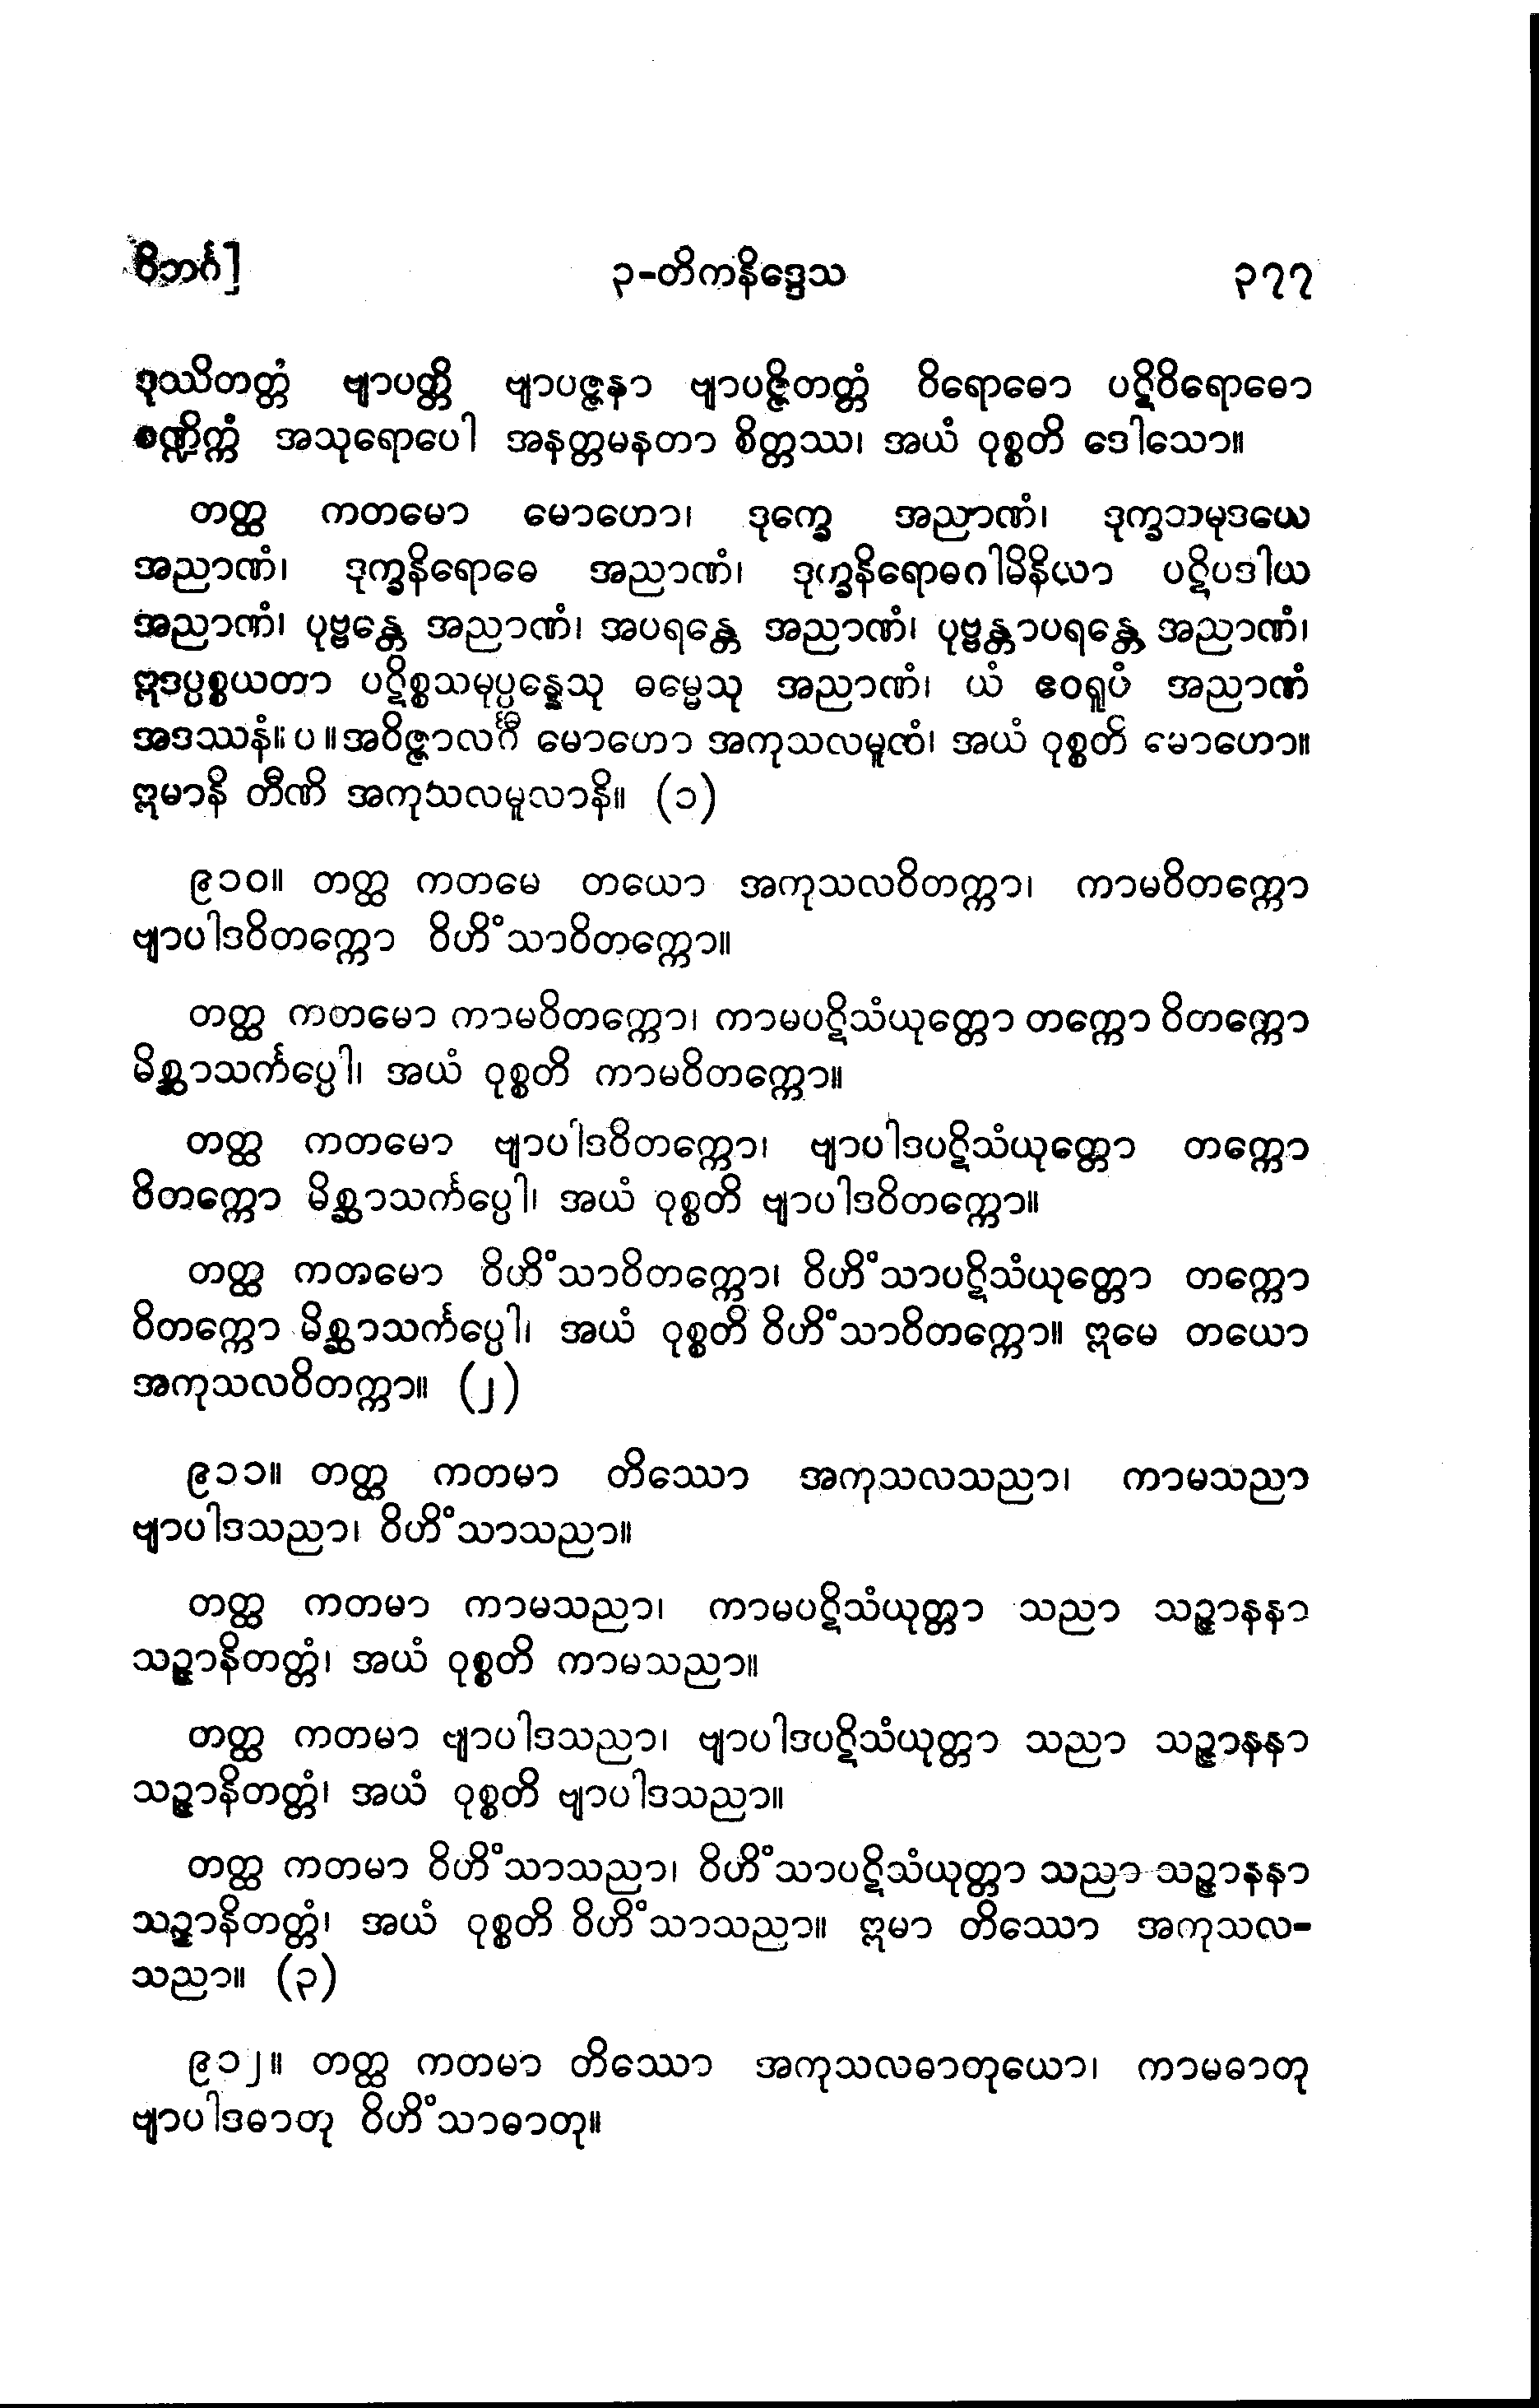 ဝိဘင်္ဂ]
၃-တိကနိဒ္ဒေသ
၃၇၇
ဒုဿိတတ္တံ ဗျာပတ္တိ ဗျာပဇ္ဇနာ ဗျာပဇ္ဇိတတ္တံ ဝိရောဓော ပဋိဝိရောဓော
စဏ္ဍိက္ကံ အသုရောပေါ အနတ္တမနတာ စိတ္တဿ၊ အယံ ဝုစ္စတိ ဒေါသော။
တတ္ထ ကတမော မောဟော၊ ဒုက္ခေ အညာဏံ၊ ဒုက္ခသမုဒယေ
အညာဏံ၊ ဒုက္ခနိရောဓေ အညာဏံ၊ ဒုက္ခနိရောဓဂါမိနိယာ ပဋိပဒါယ
အညာဏံ၊ ပုဗ္ဗန္တေ အညာဏံ၊ အပရန္တေ အညာဏံ၊ ပုဗ္ဗန္တာပရန္တေ အညာဏံ၊
ဣဒပ္ပစ္စယတာ ပဋိစ္စသမုပ္ပန္နေသု ဓမ္မေသု အညာဏံ၊ ယံ ဧဝရူပံ အညာဏံ
အဒဿနံ။ ပ ။အဝိဇ္ဇာလင်္ဂီ မောဟော အကုသလမူလံ၊ အယံ ဝုစ္စတိ မောဟော။
ဣမာနိ တီဏိ အကုသလမူလာနိ။ (၁)
၉၁၀။ တတ္ထ ကတမေ တယော အကုသလဝိတက္ကာ၊ ကာမဝိတက္ကော
ဗျာပါဒဝိတက္ကော ဝိဟိံသာဝိတက္ကော။
တတ္ထ ကတမော ကာမဝိတက္ကော၊ ကာမပဋိသံယုတ္တော တက္ကော ဝိတက္ကော
မိစ္ဆာသင်္ကပ္ပေါ၊ အယံ ဝုစ္စတိ ကာမဝိတက္ကော။
တတ္ထ ကတမော ဗျာပါဒဝိတက္ကော၊ ဗျာပါဒပဋိသံယုတ္တော တက္ကော
ဝိတက္ကော မိစ္ဆာသင်္ကပ္ပေါ၊ အယံ ဝုစ္စတိ ဗျာပါဒဝိတက္ကော။
တတ္ထ ကတမော ဝိဟိံသာဝိတက္ကော၊ ဝိဟိံသာပဋိသံယုတ္တော တက္ကော
ဝိတက္ကော မိစ္ဆာသင်္ကပ္ပေါ၊ အယံ ဝုစ္စတိ ဝိဟိံသာဝိတက္ကော။ ဣမေ တယော
အကုသလဝိတက္ကာ။ (၂)
၉၁၁။ တတ္ထ ကတမာ တိဿော အကုသလသညာ၊ ကာမသညာ
ဗျာပါဒသညာ၊ ဝိဟိံသာသညာ။
တတ္ထ ကတမာ ကာမသညာ၊ ကာမပဋိသံယုတ္တာ သညာ သဉ္ဇာနနာ
သဉ္ဇာနိတတ္တံ၊ အယံ ဝုစ္စတိ ကာမသညာ။
တတ္ထ ကတမာ ဗျာပါဒသညာ၊ ဗျာပါဒပဋိသံယုတ္တာ သညာ သဉ္ဇာနနာ
သဉ္ဇာနိတတ္တံ၊ အယံ ဝုစ္စတိ ဗျာပါဒသညာ။
တတ္ထ ကတမာ ဝိဟိံသာသညာ၊ ဝိဟိံသာပဋိသံယုတ္တာ သညာ သဉ္ဇာနနာ
သဉ္ဇာနိတတ္တံ၊ အယံ ဝုစ္စတိ ဝိဟိံသာသညာ။ ဣမာ တိဿော အကုသလ-
သညာ။ (၃)
၉၁၂။ တတ္ထ ကတမာ တိဿော အကုသလဓာတုယော၊ ကာမဓာတု
ဗျာပါဒဓာတု ဝိဟိံသာဓာတု။